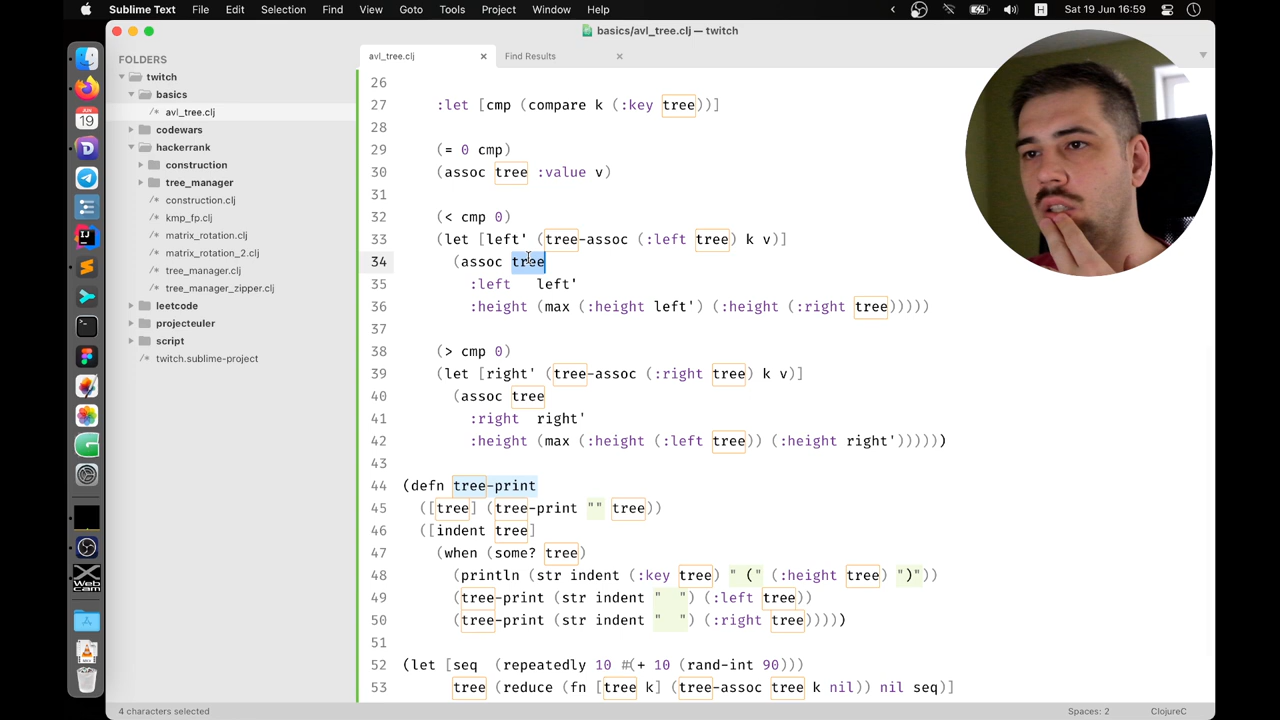 Sublime Text File Edit Selection Find View Goto Tools Project Window Help
H Sat 19 Jun 16:59
basics/avl_tree.clj — twitch
FOLDERS
twitch
basics
/* avl_tree.clj
codewars
hackerrank
construction
tree_manager
/* construction.clj
/* kmp_fp.clj
/* matrix_rotation.clj
/* matrix_rotation_2.clj
/* tree_manager.clj
/* tree_manager_zipper.clj
leetcode
projecteuler
script
/* twitch.sublime-project
JUN
19
Web
cam
avl_tree.clj
Find Results
26
27 :let [cmp (compare k (:key tree))]
28
29 (= 0 cmp)
30 (assoc tree :value v)
31
32 (< cmp 0)
33 (let [left' (tree-assoc (:left tree) k v)]
34 (assoc tree
35 :left left'
36 :height (max (:height left') (:height (:right tree)))))
37
38 (> cmp 0)
39 (let [right' (tree-assoc (:right tree) k v)]
40 (assoc tree
41 :right right'
42 :height (max (:height (:left tree)) (:height right'))))))
43
44 (defn tree-print
45 ([tree] (tree-print "" tree))
46 ([indent tree]
47 (when (some? tree)
48 (println (str indent (:key tree) " (" (:height tree) ")"))
49 (tree-print (str indent "  ") (:left tree))
50 (tree-print (str indent "  ") (:right tree)))))
51
52 (let [seq (repeatedly 10 #(+ 10 (rand-int 90)))
53 tree (reduce (fn [tree k] (tree-assoc tree k nil)) nil seq)]
4 characters selected
Spaces: 2
ClojureC